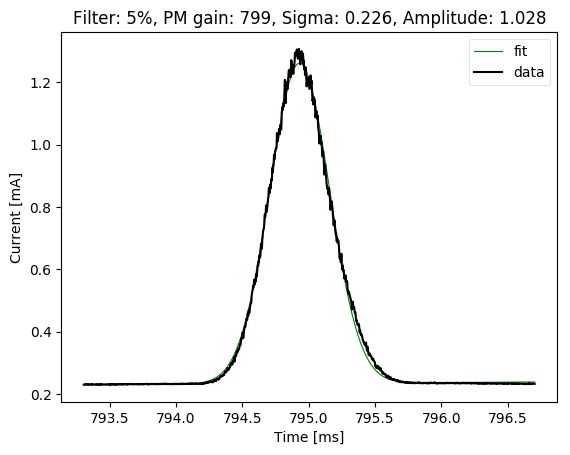 Filter: 5%, PM gain: 799, Sigma: 0.226, Amplitude: 1.028
fit
data
1.2
1.0
0.8
0.6
0.4
0.2
Current [mA]
793.5 794.0 794.5 795.0 795.5 796.0 796.5
Time [ms]